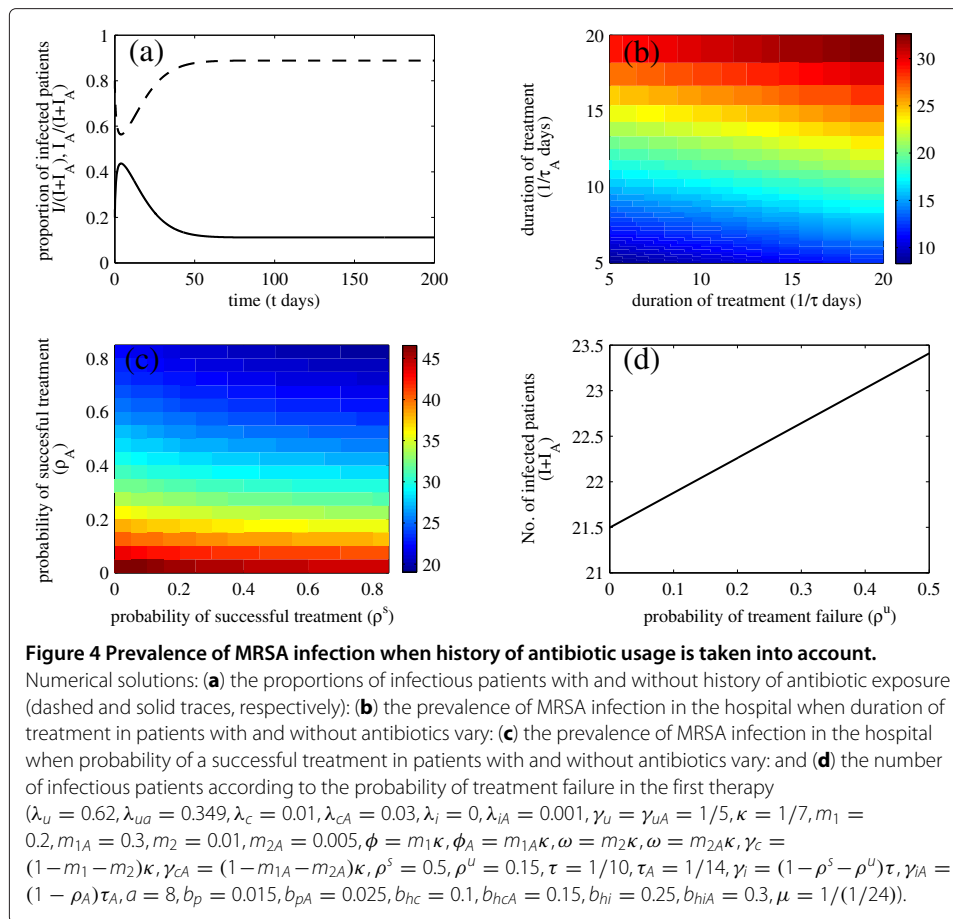 (a)
proportion of infected patients
I/(I+I_A), I_A/(I+I_A)
1
0.8
0.6
0.4
0.2
0
0 50 100 150 200
time (t days)
(b)
duration of treatment
(1/τ_A days)
20
15
10
5
5 10 15 20
duration of treatment (1/τ days)
30
25
20
15
10
(c)
probability of succesful treatment
(ρ_A)
0.8
0.6
0.4
0.2
0
0 0.2 0.4 0.6 0.8
probability of successful treatment (ρ^s)
45
40
35
30
25
20
(d)
No. of infected patients
(I+I_A)
23.5
23
22.5
22
21.5
21
0 0.1 0.2 0.3 0.4 0.5
probability of treament failure (ρ^u)
Figure 4 Prevalence of MRSA infection when history of antibiotic usage is taken into account.
Numerical solutions: (a) the proportions of infectious patients with and without history of antibiotic exposure
(dashed and solid traces, respectively): (b) the prevalence of MRSA infection in the hospital when duration of
treatment in patients with and without antibiotics vary: (c) the prevalence of MRSA infection in the hospital
when probability of a successful treatment in patients with and without antibiotics vary: and (d) the number
of infectious patients according to the probability of treatment failure in the first therapy
(λ_u = 0.62, λ_ua = 0.349, λ_c = 0.01, λ_cA = 0.03, λ_i = 0, λ_iA = 0.001, γ_u = γ_uA = 1/5, κ = 1/7, m_1 =
0.2, m_1A = 0.3, m_2 = 0.01, m_2A = 0.005, ϕ = m_1κ, ϕ_A = m_1Aκ, ω = m_2κ, ω = m_2Aκ, γ_c =
(1−m_1−m_2)κ, γ_cA = (1−m_1A−m_2A)κ, ρ^s = 0.5, ρ^u = 0.15, τ = 1/10, τ_A = 1/14, γ_i = (1−ρ^s−ρ^u)τ, γ_iA =
(1 − ρ_A)τ_A, a = 8, b_p = 0.015, b_pA = 0.025, b_hc = 0.1, b_hcA = 0.15, b_hi = 0.25, b_hiA = 0.3, μ = 1/(1/24)).